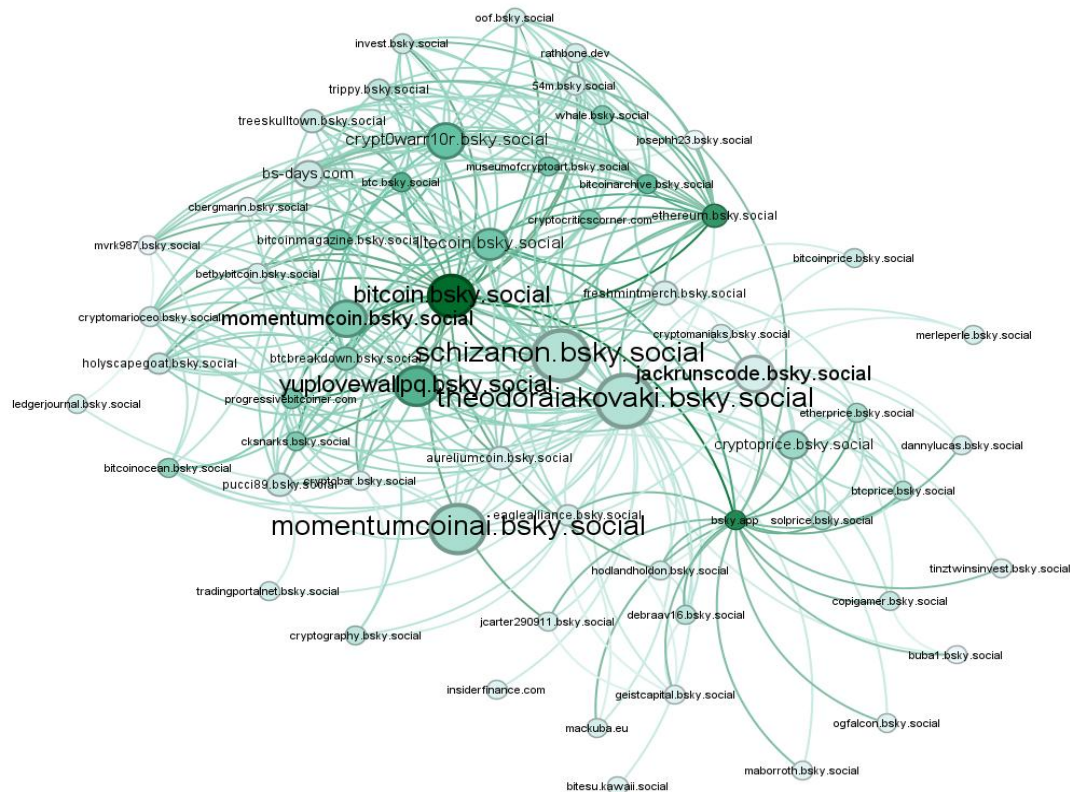 oof.bsky.social
invest.bsky.social
rathbone.dev
trippy.bsky.social
54m.bsky.social
whale.bsky.social
treeskulltown.bsky.social
crypt0warr10r.bsky.social
josephh23.bsky.social
museumofcryptoart.bsky.social
bs-days.com
btc.bsky.social
bitcoinarchive.bsky.social
cbergmann.bsky.social
cryptocriticscorner.com
ethereum.bsky.social
bitcoinmagazine.bsky.social
litecoin.bsky.social
mvrk987.bsky.social
bitcoinprice.bsky.social
betbybitcoin.bsky.social
bitcoin.bsky.social
freshmintmerch.bsky.social
cryptomarioceo.bsky.social
momentumcoin.bsky.social
cryptomaniaks.bsky.social
merleperle.bsky.social
schizanon.bsky.social
btcbreakdown.bsky.social
holyscapegoat.bsky.social
jackrunscode.bsky.social
yuplovewallpq.bsky.social
theodoraiakovaki.bsky.social
progressivebitcoiner.com
ledgerjournal.bsky.social
etherprice.bsky.social
cksnarks.bsky.social
cryptoprice.bsky.social
dannylucas.bsky.social
aureliumcoin.bsky.social
bitcoinocean.bsky.social
pucci89.bsky.social
cryptobar.bsky.social
btcprice.bsky.social
eaglealliance.bsky.social
bsky.app
solprice.bsky.social
momentumcoinai.bsky.social
hodlandholdon.bsky.social
tinztwinsinvest.bsky.social
tradingportalnet.bsky.social
copigamer.bsky.social
debraav16.bsky.social
jcarter290911.bsky.social
cryptography.bsky.social
buba1.bsky.social
insiderfinance.com
geistcapital.bsky.social
ogfalcon.bsky.social
mackuba.eu
maborroth.bsky.social
bitesu.kawaii.social